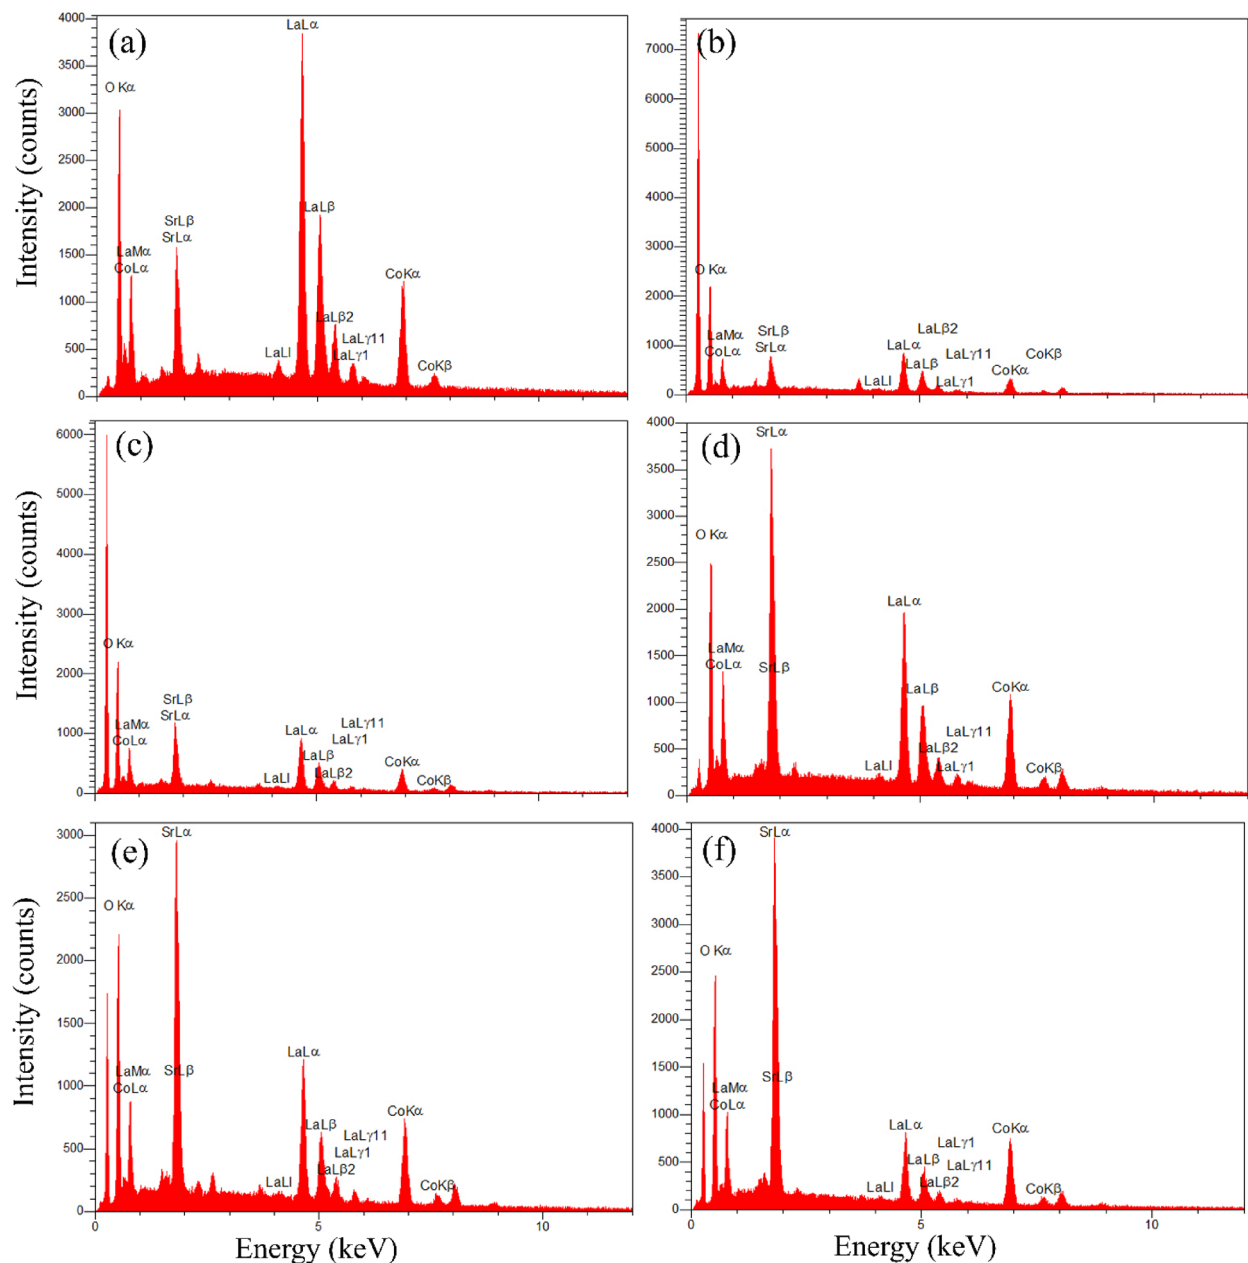 (a)
Intensity (counts)
4000
3500
3000
2500
2000
1500
1000
500
0
O Kα
LaMα
CoLα
SrLβ
SrLα
LaLl
LaLα
LaLβ
LaLβ2
LaLγ11
LaLγ1
CoKα
CoKβ
(b)
7000
6000
5000
4000
3000
2000
1000
0
O Kα
LaMα
CoLα
SrLβ
SrLα
LaLl
LaLα
LaLβ2
LaLβ
LaLγ11
LaLγ1
CoKβ
CoKα
(c)
Intensity (counts)
6000
5000
4000
3000
2000
1000
0
O Kα
LaMα
CoLα
SrLβ
SrLα
LaLl
LaLα
LaLβ
LaLβ2
LaLγ11
LaLγ1
CoKα
CoKβ
(d)
4000
3500
3000
2500
2000
1500
1000
500
0
O Kα
LaMα
CoLα
SrLα
SrLβ
LaLl
LaLα
LaLβ
LaLβ2
LaLγ11
LaLγ1
CoKα
CoKβ
(e)
Intensity (counts)
3000
2500
2000
1500
1000
500
0
O Kα
LaMα
CoLα
SrLα
SrLβ
LaLl
LaLα
LaLβ
LaLβ2
LaLγ11
LaLγ1
CoKα
CoKβ
0
5
10
Energy (keV)
(f)
4000
3500
3000
2500
2000
1500
1000
500
0
O Kα
LaMα
CoLα
SrLα
SrLβ
LaLl
LaLα
LaLβ
LaLβ2
LaLγ1
LaLγ11
CoKα
CoKβ
0
5
10
Energy (keV)